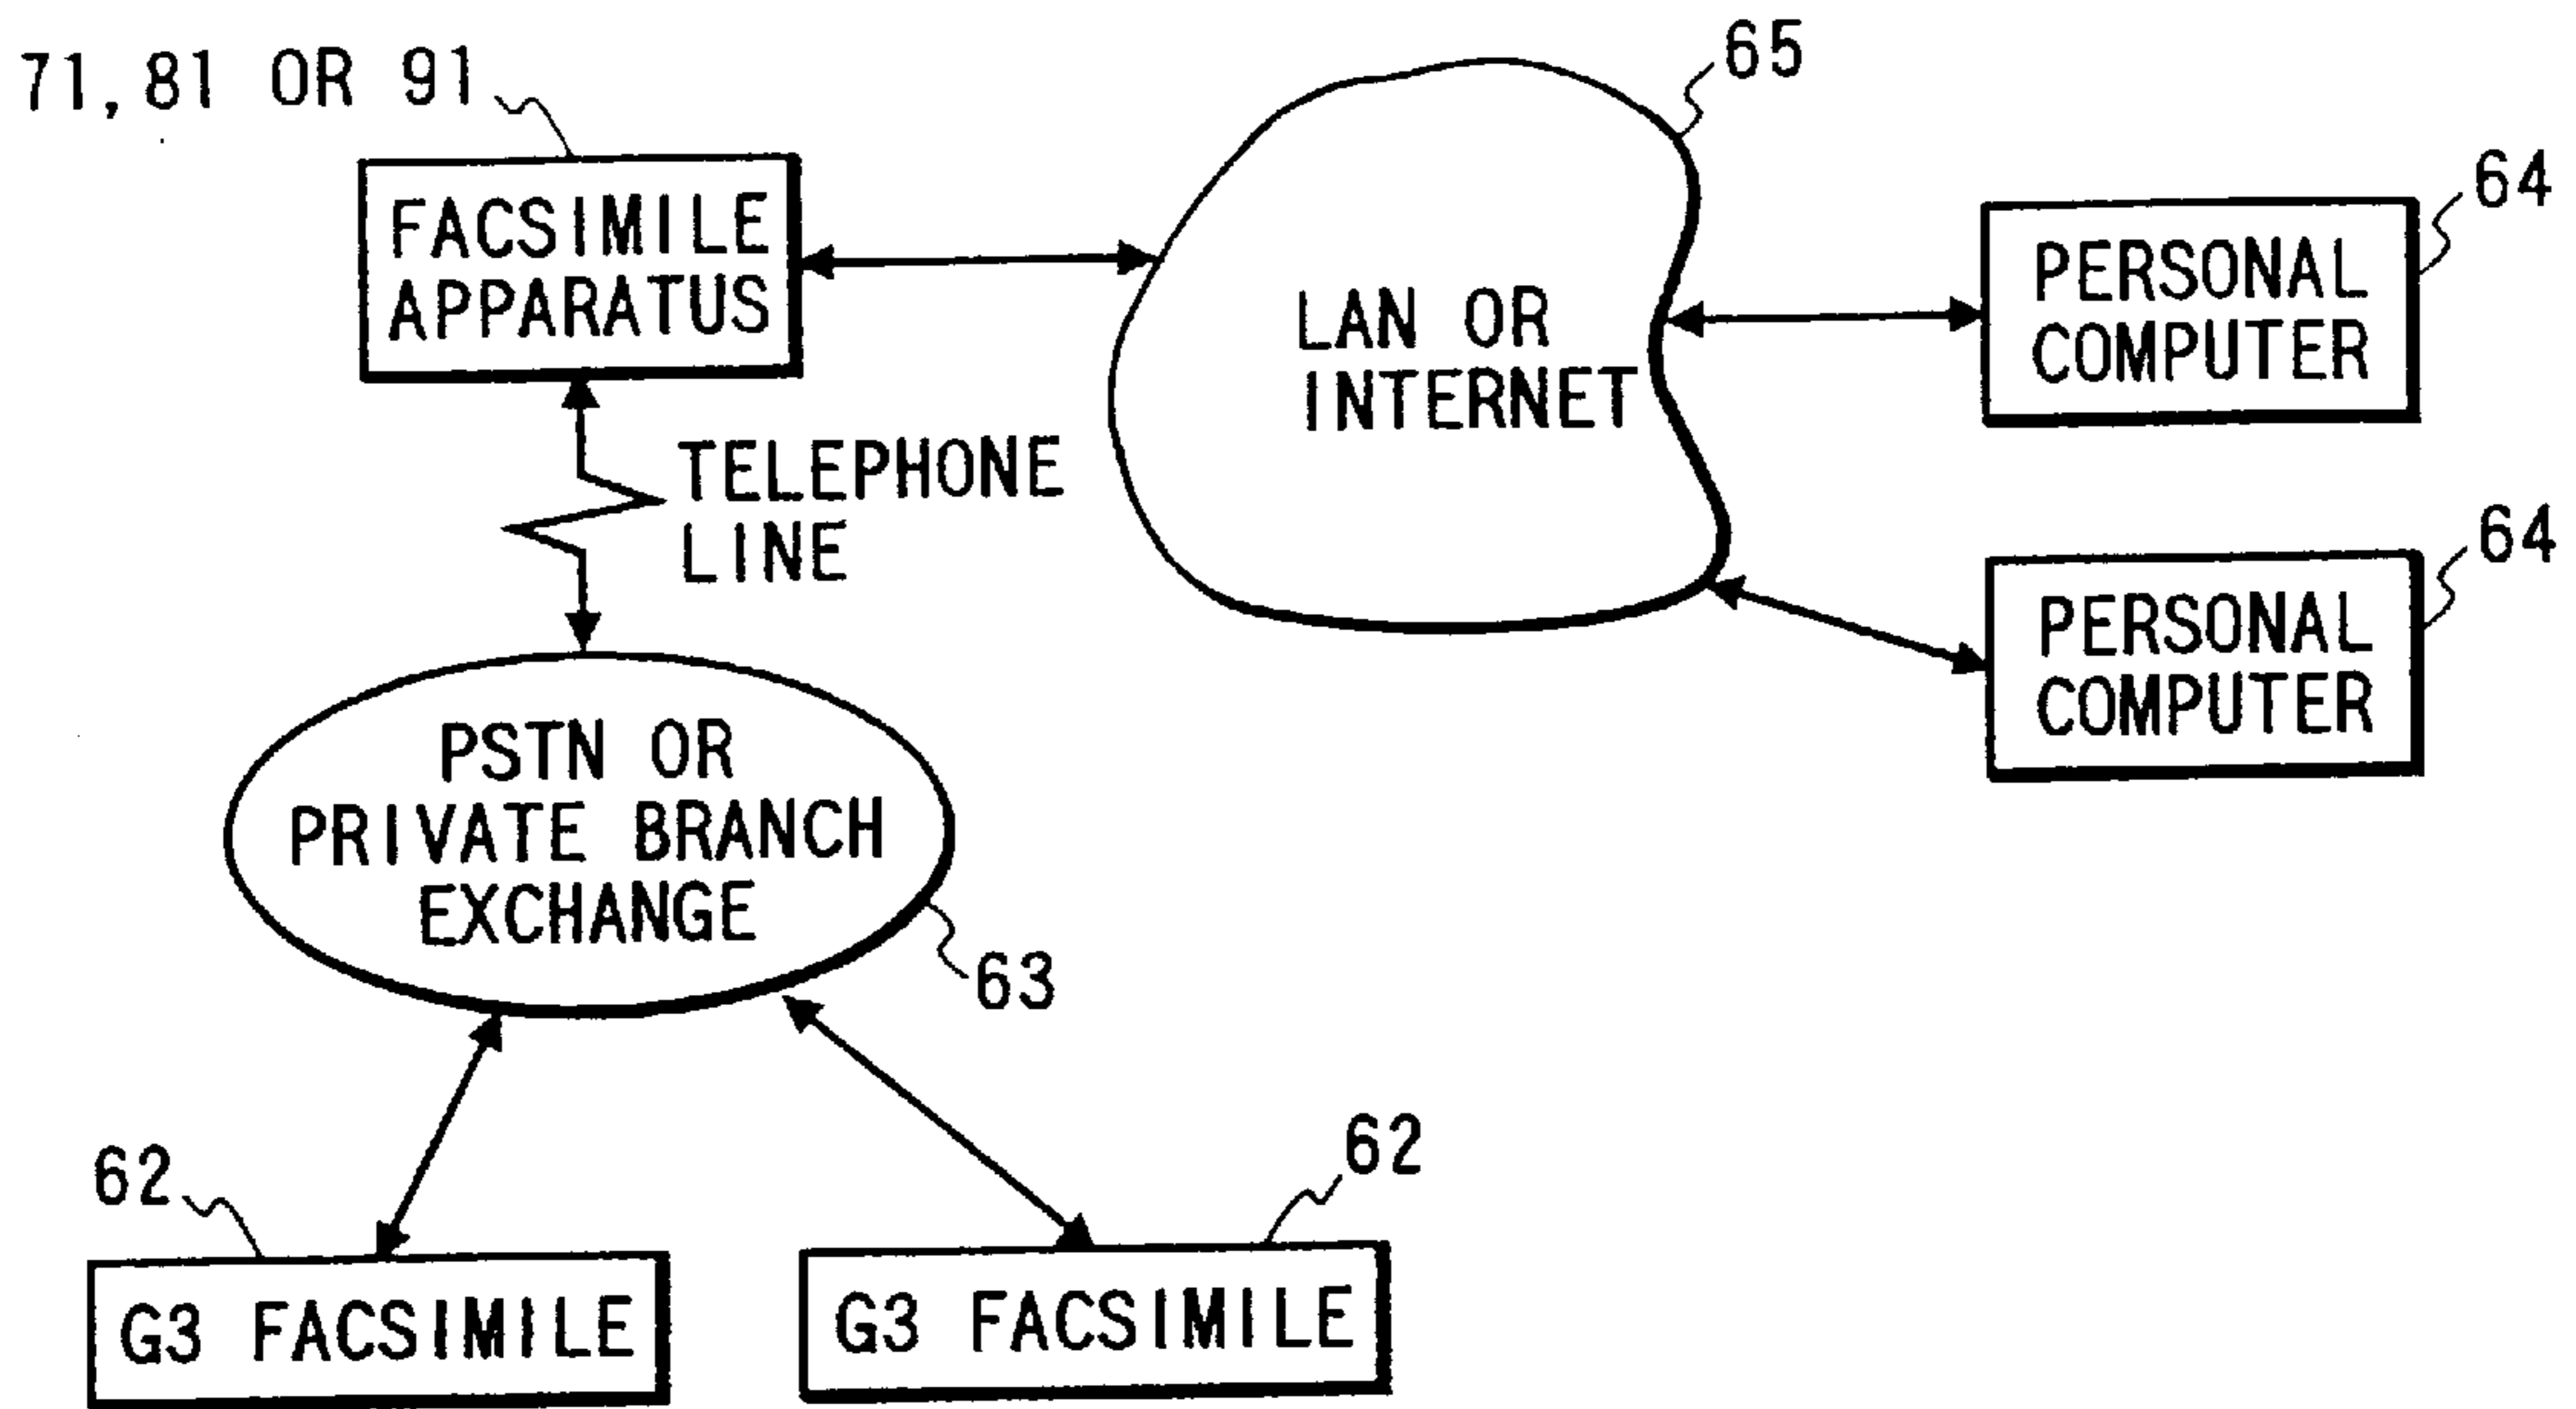 71, 81 OR 91
FACSIMILE
APPARATUS
65
LAN OR
INTERNET
64
PERSONAL
COMPUTER
64
PERSONAL
COMPUTER
TELEPHONE
LINE
PSTN OR
PRIVATE BRANCH
EXCHANGE
63
62
G3 FACSIMILE
62
G3 FACSIMILE